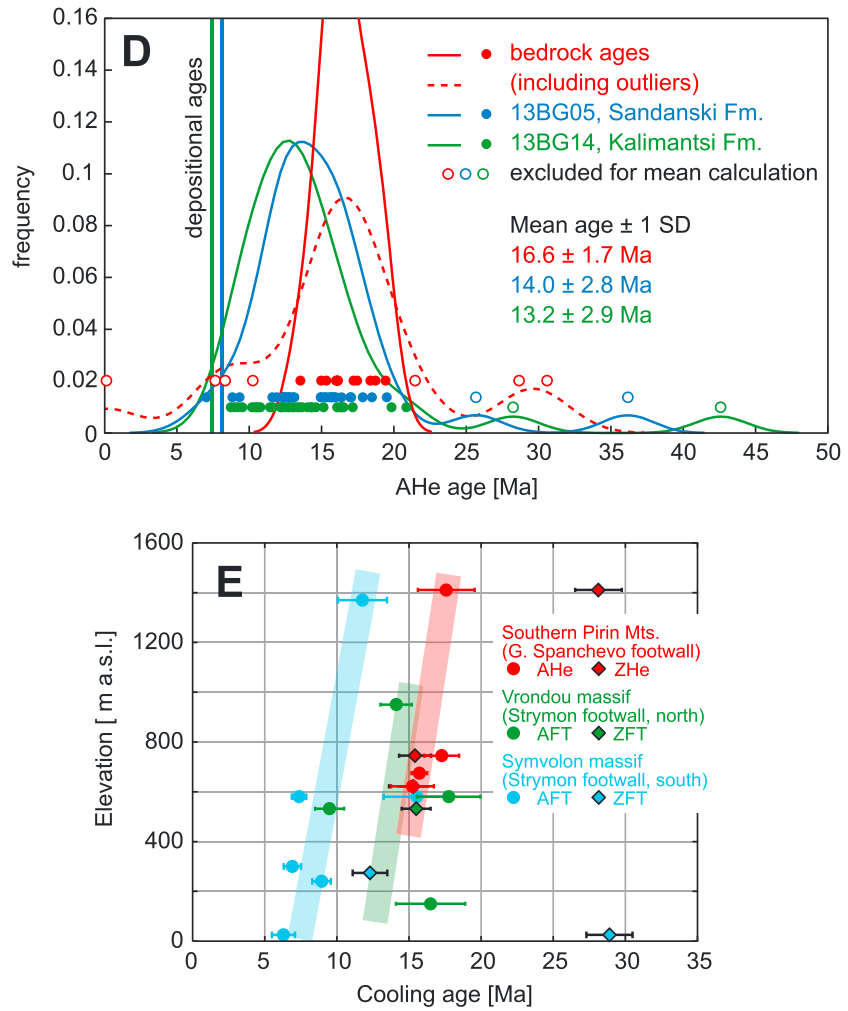 0.16
0.14
0.12
0.1
0.08
0.06
0.04
0.02
0
frequency
D
depositional ages
bedrock ages
(including outliers)
13BG05, Sandanski Fm.
13BG14, Kalimantsi Fm.
excluded for mean calculation
Mean age ± 1 SD
16.6 ± 1.7 Ma
14.0 ± 2.8 Ma
13.2 ± 2.9 Ma
0 5 10 15 20 25 30 35 40 45 50
AHe age [Ma]
1600
1200
800
400
0
Elevation [ m a.s.l.]
E
Southern Pirin Mts.
(G. Spanchevo footwall)
AHe ZHe
Vrondou massif
(Strymon footwall, north)
AFT ZFT
Symvolon massif
(Strymon footwall, south)
AFT ZFT
0 5 10 15 20 25 30 35
Cooling age [Ma]